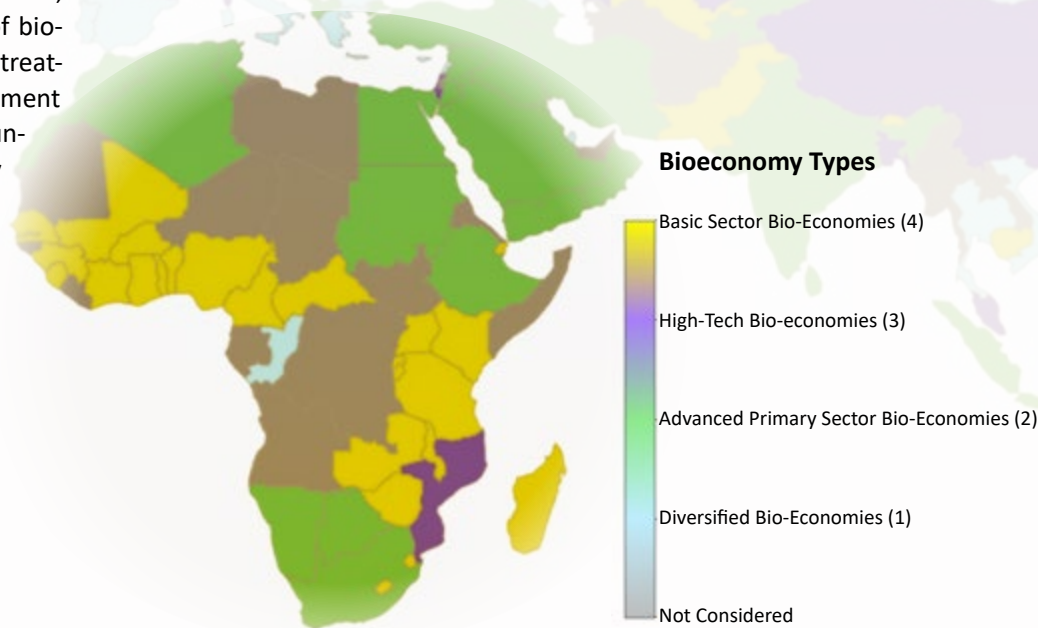 f bio-
treat-
ment
un-
Bioeconomy Types
Basic Sector Bio-Economies (4)
High-Tech Bio-economies (3)
Advanced Primary Sector Bio-Economies (2)
Diversified Bio-Economies (1)
Not Considered